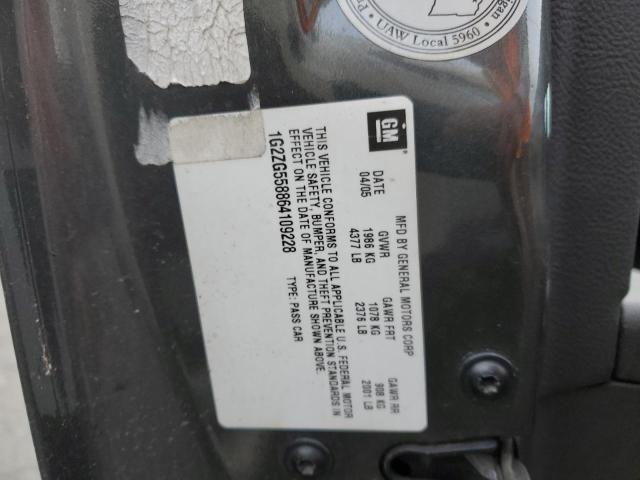 higan
UAW Local 5960
GM
MFD BY GENERAL MOTORS CORP
DATE GVWR GAWR FRT GAWR RR
04/05 1986 KG 1078 KG 908 KG
4377 LB 2376 LB 2001 LB
THIS VEHICLE CONFORMS TO ALL APPLICABLE U.S. FEDERAL MOTOR
VEHICLE SAFETY, BUMPER, AND THEFT PREVENTION STANDARDS IN
EFFECT ON THE DATE OF MANUFACTURE SHOWN ABOVE.
1G2ZG558864109228 TYPE: PASS CAR